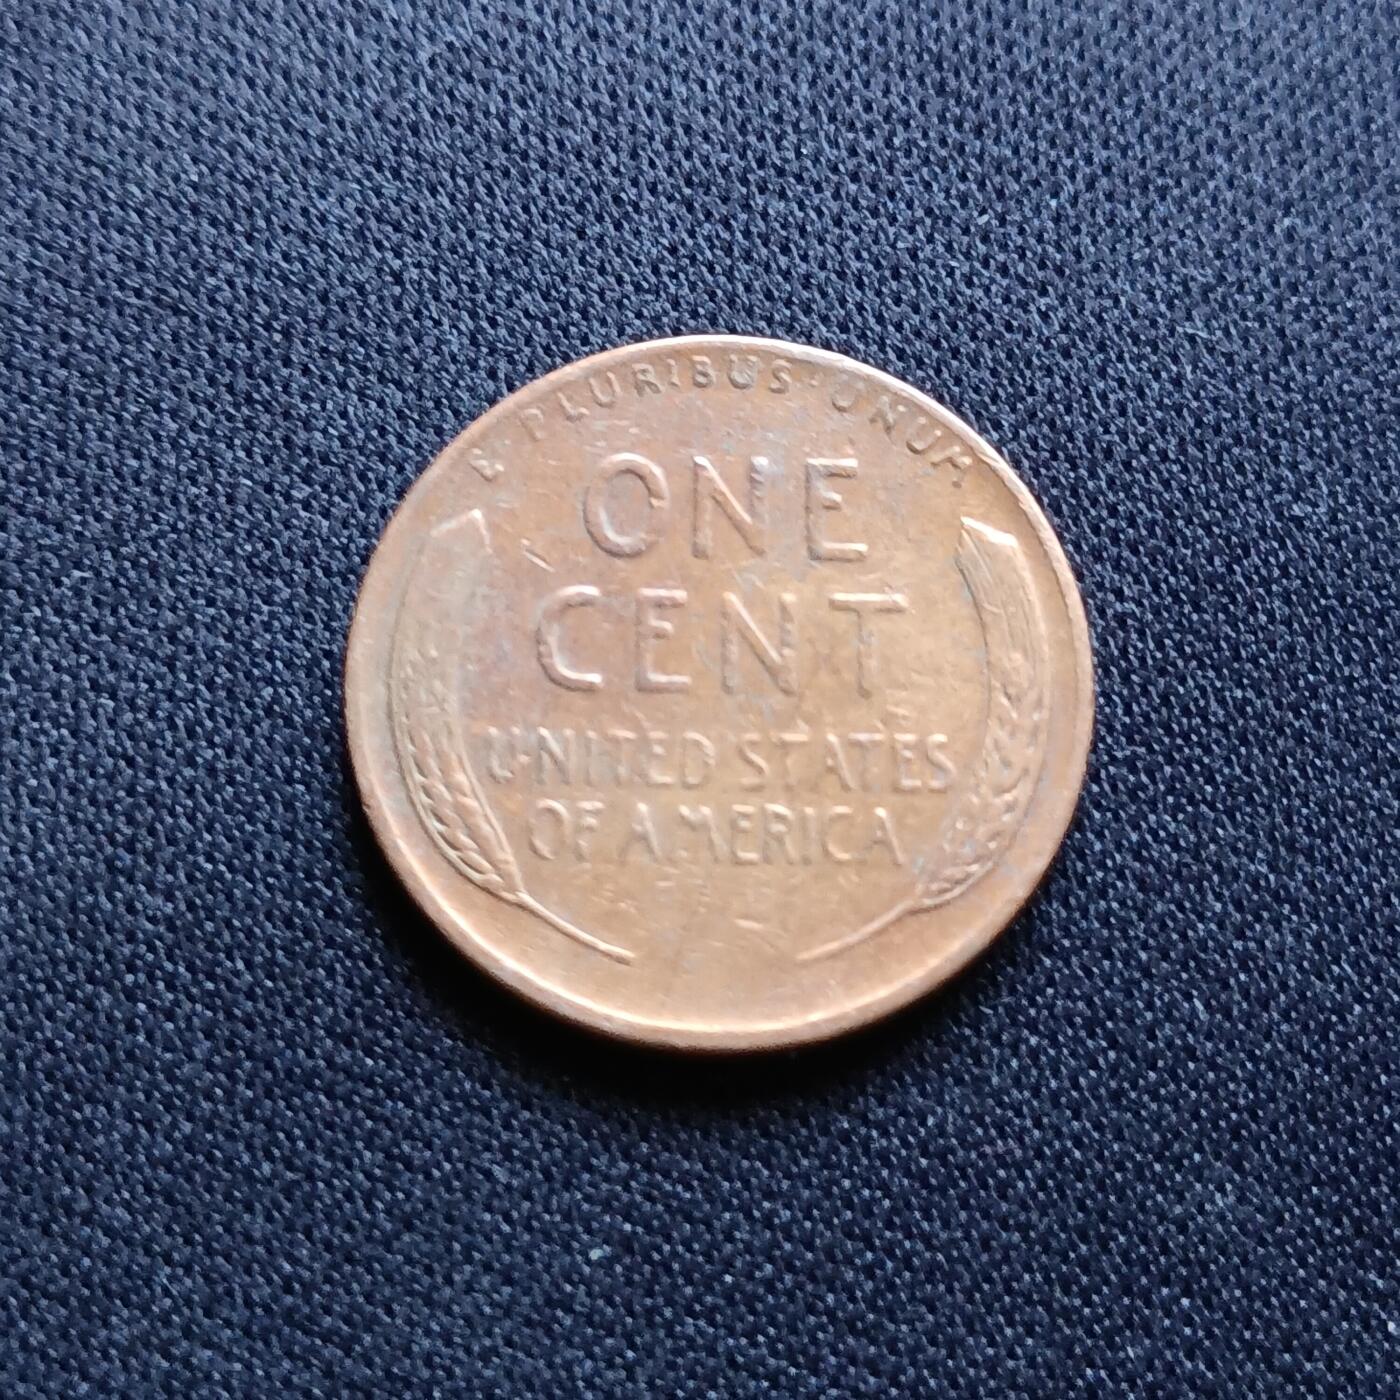 E PLURIBUS · UNUM
ONE
CENT
UNITED STATES
OF AMERICA